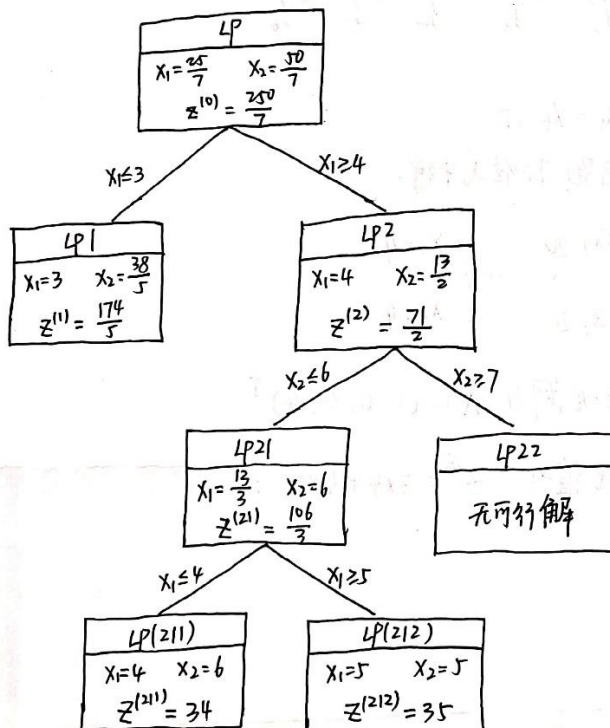 LP
x₁=25/7 x₂=50/7
z⁽⁰⁾=250/7
x₁≤3 x₁≥4
LP1
x₁=3 x₂=38/5
z⁽¹⁾=174/5
LP2
x₁=4 x₂=13/2
z⁽²⁾=71/2
x₂≤6 x₂≥7
LP21
x₁=13/3 x₂=6
z⁽²¹⁾=106/3
LP22
无可行解
x₁≤4 x₁≥5
LP(211)
x₁=4 x₂=6
z⁽²¹¹⁾=34
LP(212)
x₁=5 x₂=5
z⁽²¹²⁾=35